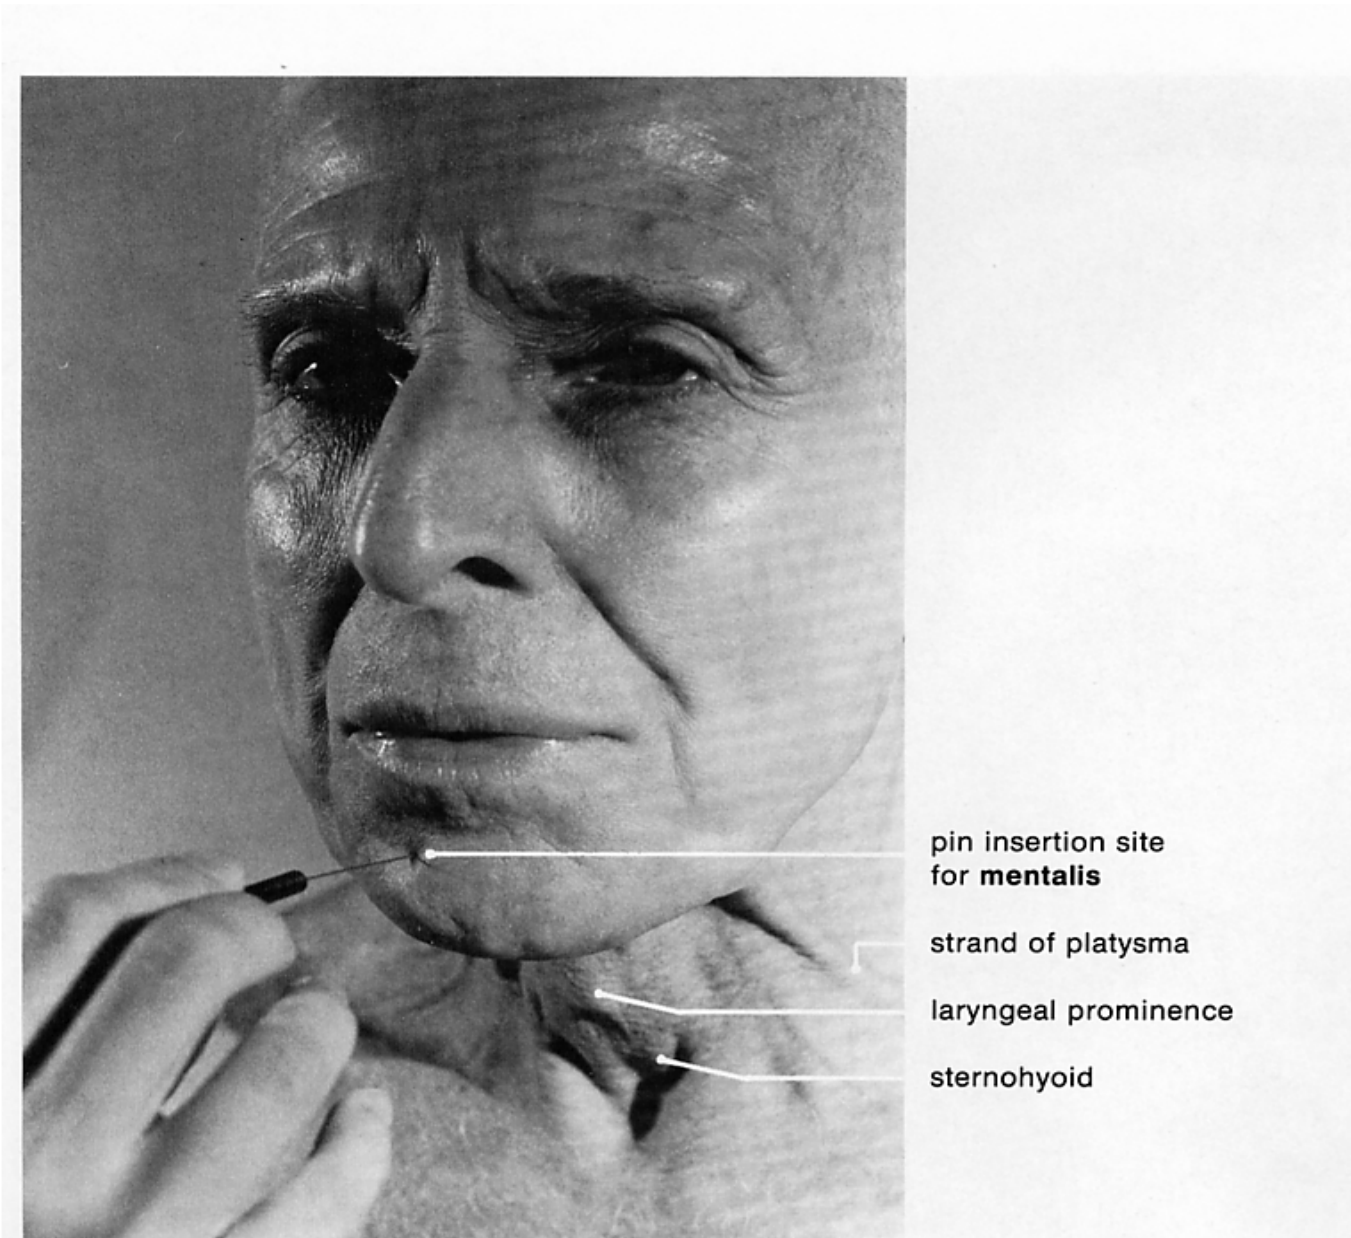 pin insertion site
for mentalis
strand of platysma
laryngeal prominence
sternohyoid